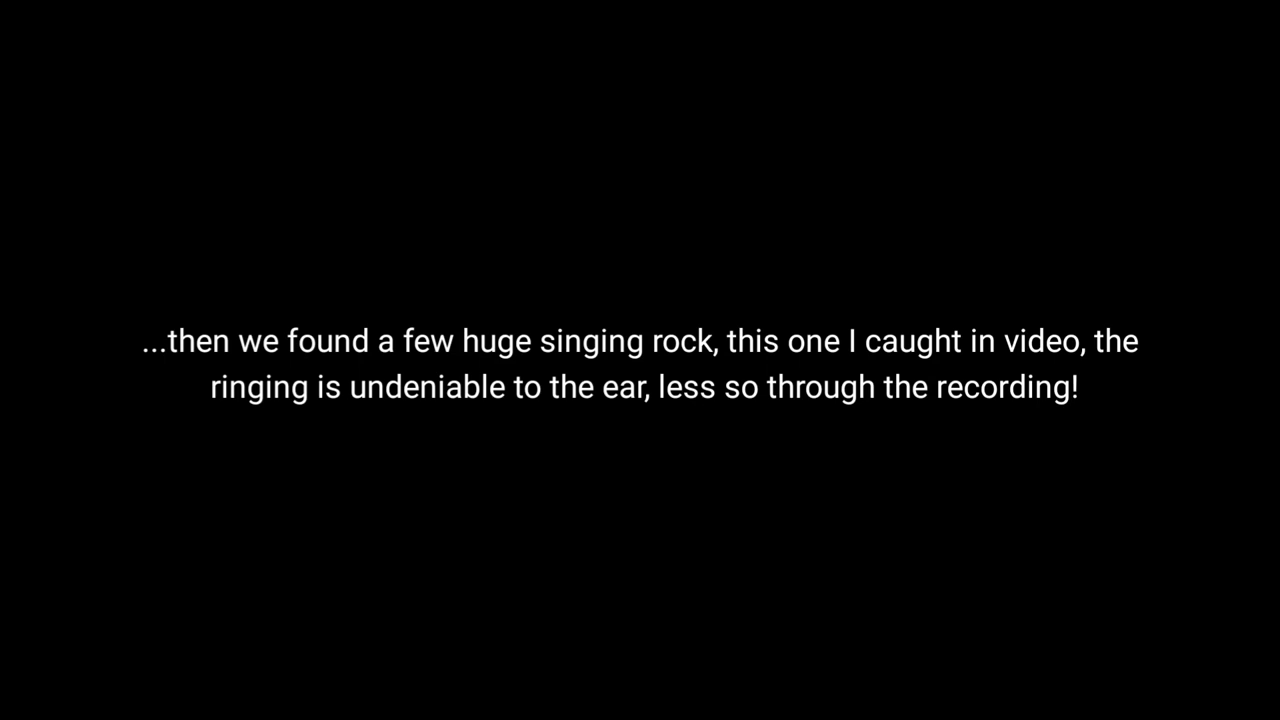 ...then we found a few huge singing rock, this one I caught in video, the
ringing is undeniable to the ear, less so through the recording!